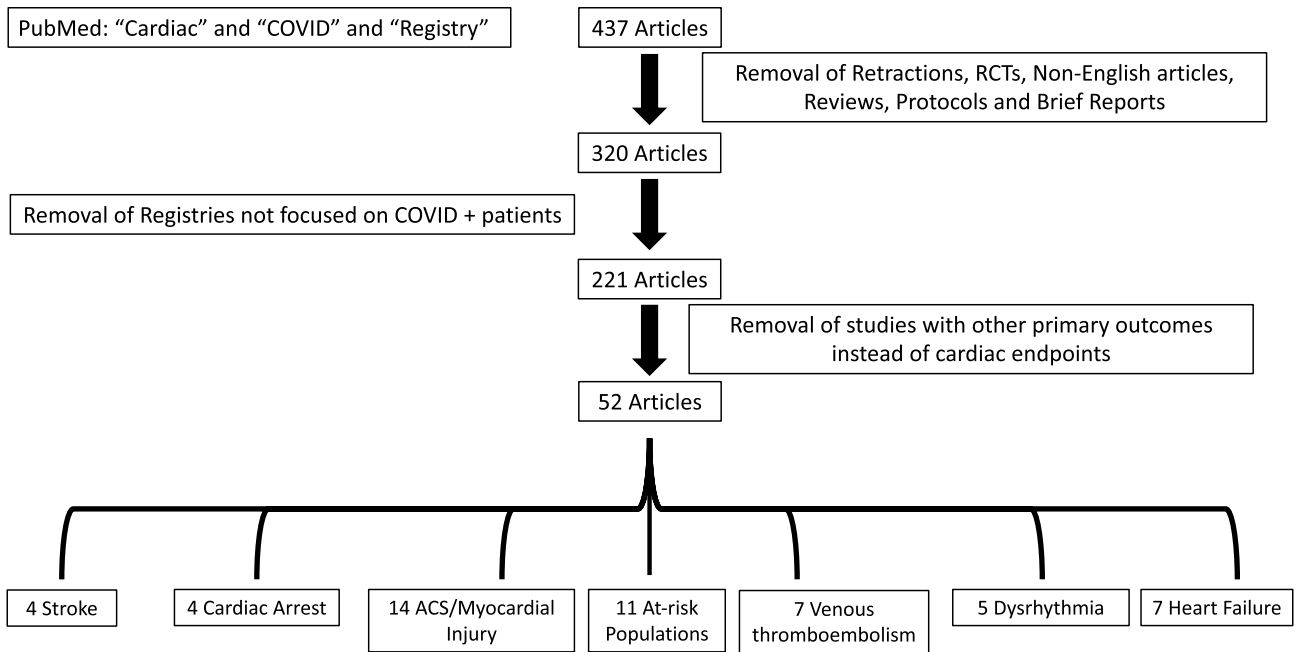 PubMed: “Cardiac” and “COVID” and “Registry”
437 Articles
Removal of Retractions, RCTs, Non-English articles,
Reviews, Protocols and Brief Reports
320 Articles
Removal of Registries not focused on COVID + patients
221 Articles
Removal of studies with other primary outcomes
instead of cardiac endpoints
52 Articles
4 Stroke
4 Cardiac Arrest
14 ACS/Myocardial
Injury
11 At-risk
Populations
7 Venous
thromboembolism
5 Dysrhythmia
7 Heart Failure